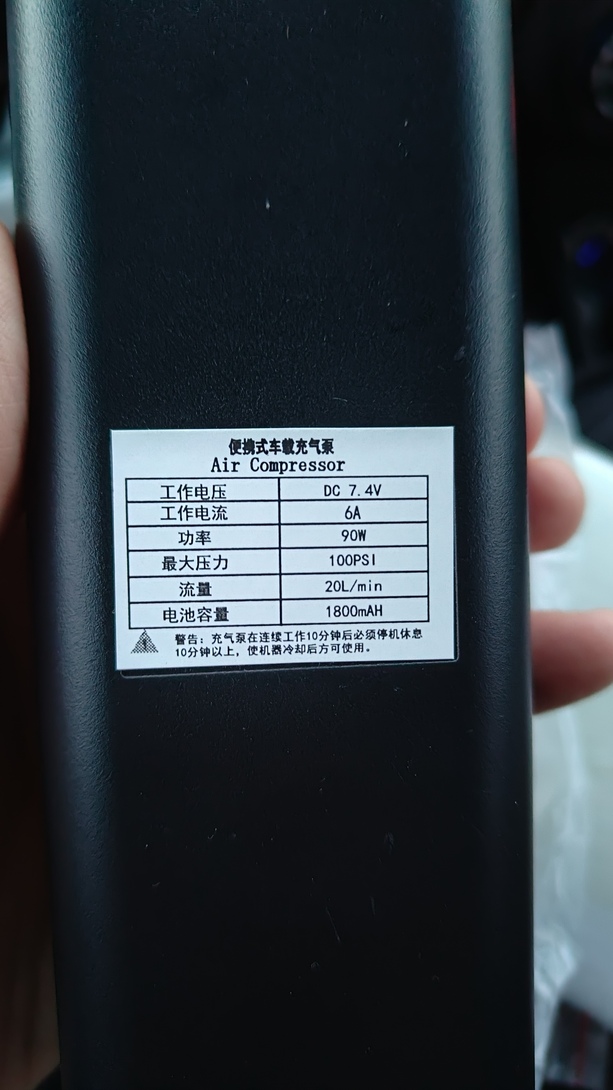 便携式车载充气泵
Air Compressor
工作电压 DC 7.4V
工作电流 6A
功率 90W
最大压力 100PSI
流量 20L/min
电池容量 1800mAH
警告：充气泵在连续工作10分钟后必须停机休息
10分钟以上，使机器冷却后方可使用。